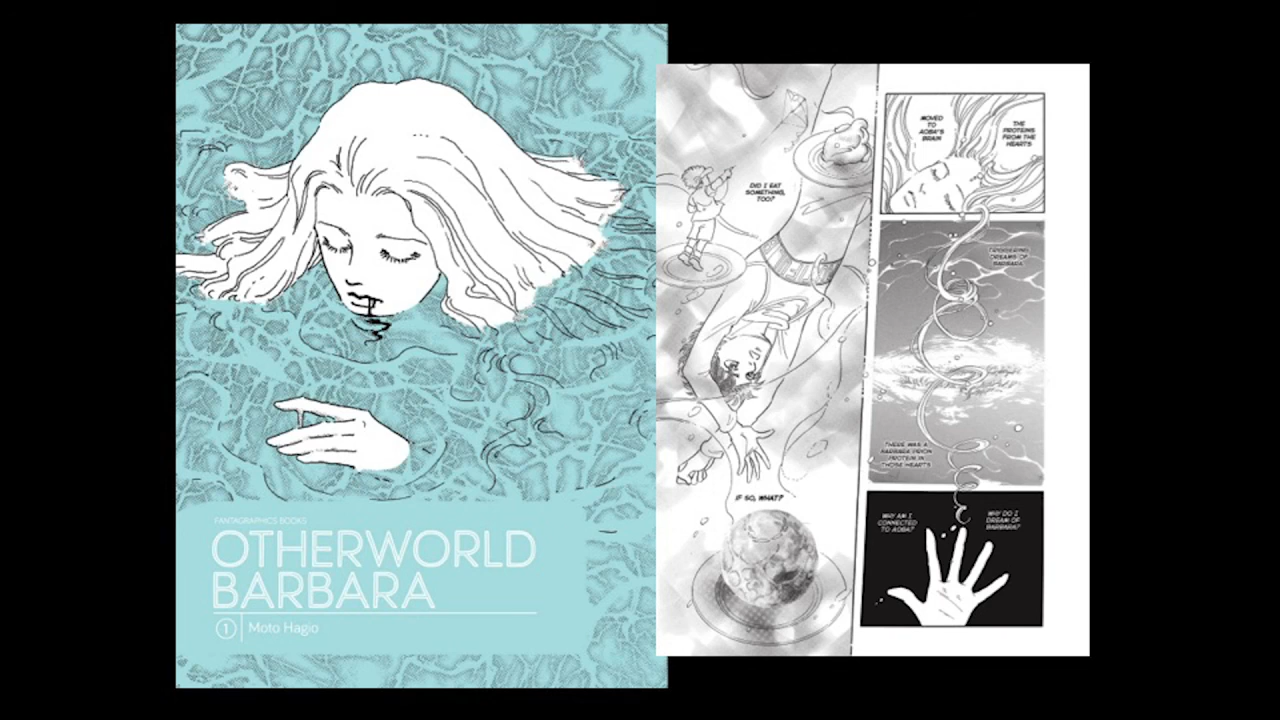 FANTAGRAPHICS BOOKS
OTHERWORLD
BARBARA
1 Moto Hagio
DID I EAT
SOMETHING,
TOO?
IF SO, WHAT?
THE
PROTEINS
FROM THE
HEARTS
MOVED
TO
AOBA'S
BRAIN
TRIGGERING
DREAMS OF
BARBARA.
THERE WAS A
BARBARA PRION
PROTEIN IN
THOSE HEARTS
WHY DO I
DREAM OF
BARBARA?
WHY AM I
CONNECTED
TO AOBA?